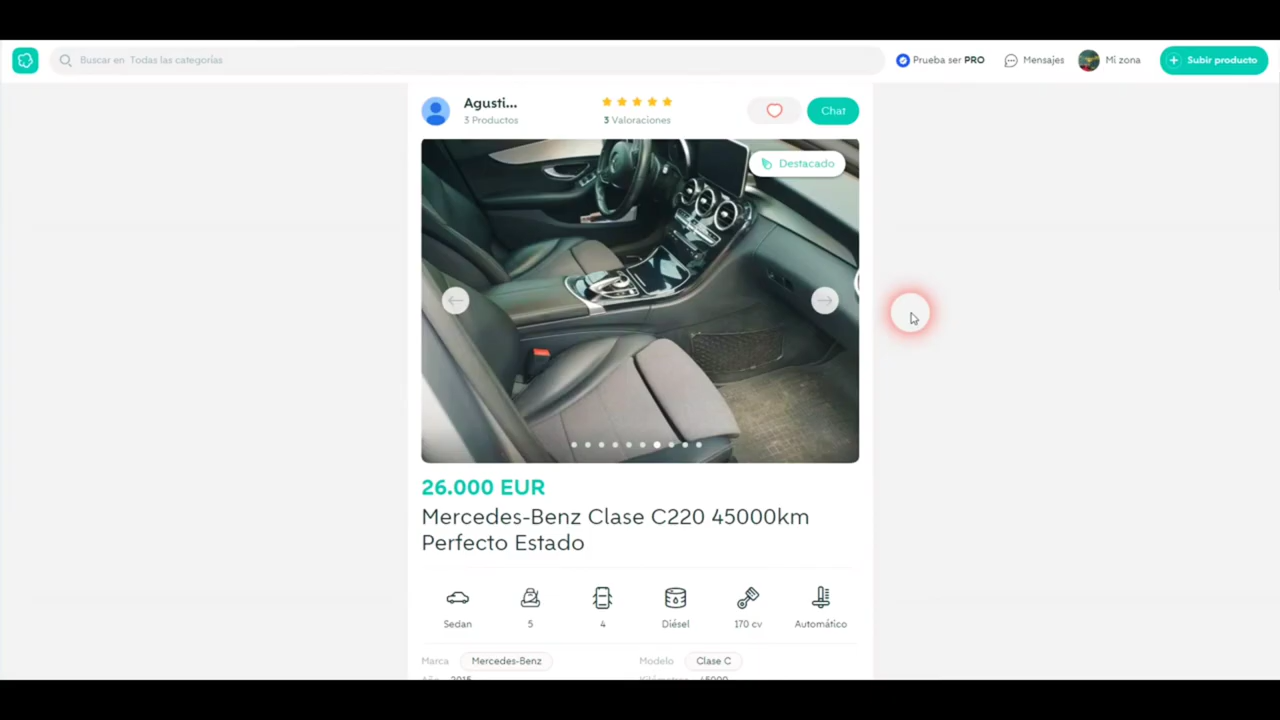 Buscar en Todas las categorías
Prueba ser PRO
Mensajes
Mi zona
Subir producto
Agusti...
3 Productos
3 Valoraciones
Chat
Destacado
26.000 EUR
Mercedes-Benz Clase C220 45000km
Perfecto Estado
Sedan
5
4
Diésel
170 cv
Automático
Marca
Mercedes-Benz
Modelo
Clase C